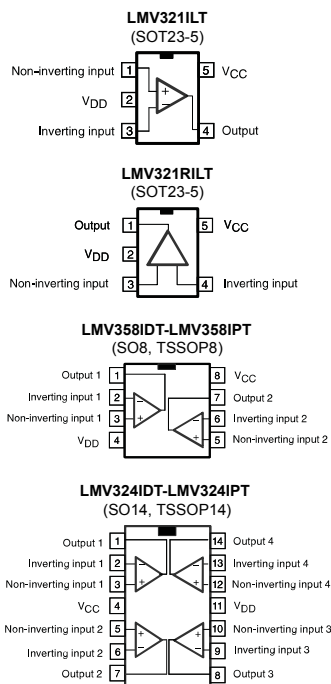 LMV321ILT
(SOT23-5)
Non-inverting input 1 5 VCC
+
VDD 2
−
Inverting input 3 4 Output
LMV321RILT
(SOT23-5)
Output 1 5 VCC
VDD 2
Non-inverting input 3 4 Inverting input
LMV358IDT-LMV358IPT
(SO8, TSSOP8)
Output 1 1 8 VCC
Inverting input 1 2 − 7 Output 2
Non-inverting input 1 3 + − 6 Inverting input 2
VDD 4 + 5 Non-inverting input 2
LMV324IDT-LMV324IPT
(SO14, TSSOP14)
Output 1 1 14 Output 4
Inverting input 1 2 − − 13 Inverting input 4
Non-inverting input 1 3 + + 12 Non-inverting input 4
VCC 4 11 VDD
Non-inverting input 2 5 + + 10 Non-inverting input 3
Inverting input 2 6 − − 9 Inverting input 3
Output 2 7 8 Output 3